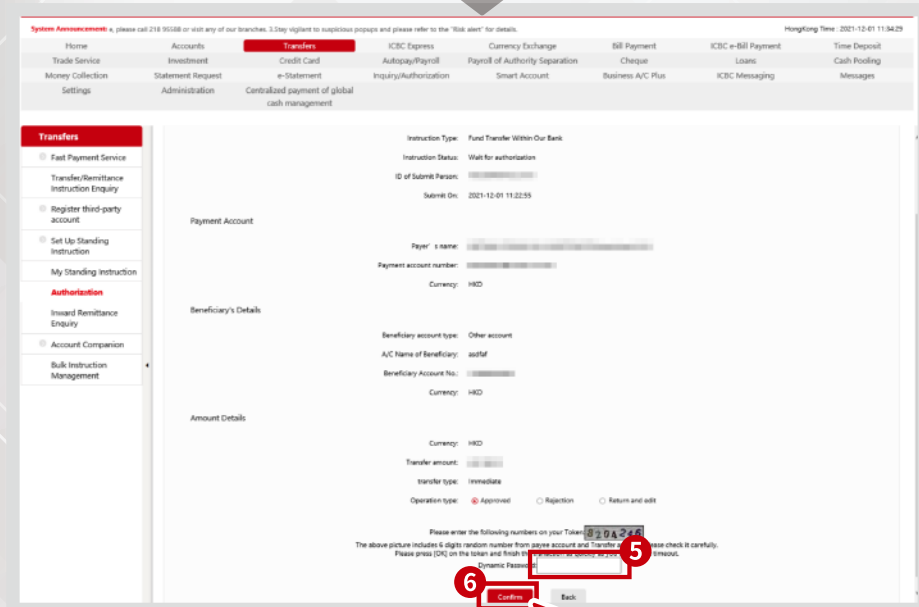 System Announcement: e, please call 218 95588 or visit any of our branches. 3.Stay vigilant to suspicious popups and please refer to the "Risk alert" for details.
HongKong Time : 2021-12-01 11:34:29
Home Accounts Transfers ICBC Express Currency Exchange Bill Payment ICBC e-Bill Payment Time Deposit
Trade Service Investment Credit Card Autopay/Payroll Payroll of Authority Separation Cheque Loans Cash Pooling
Money Collection Statement Request e-Statement Inquiry/Authorization Smart Account Business A/C Plus ICBC Messaging Messages
Settings Administration Centralized payment of global
cash management
Transfers
Fast Payment Service
Transfer/Remittance
Instruction Enquiry
Register third-party
account
Set Up Standing
Instruction
My Standing Instruction
Authorization
Inward Remittance
Enquiry
Account Companion
Bulk Instruction
Management
Instruction Type: Fund Transfer Within Our Bank
Instruction Status: Wait for authorization
ID of Submit Person:
Submit On: 2021-12-01 11:22:55
Payment Account
Payer' s name:
Payment account number:
Currency: HKD
Beneficiary's Details
Beneficiary account type: Other account
A/C Name of Beneficiary: asdfaf
Beneficiary Account No.:
Currency: HKD
Amount Details
Currency: HKD
Transfer amount:
transfer type: Immediate
Operation type: Approved Rejection Return and edit
Please enter the following numbers on your Token: 8204246
The above picture includes 6 digits random number from payee account and Transfer please check it carefully.
Please press [OK] on the token and finish the transaction as quickly as you timeout.
Dynamic Password:
5
6
Confirm Back